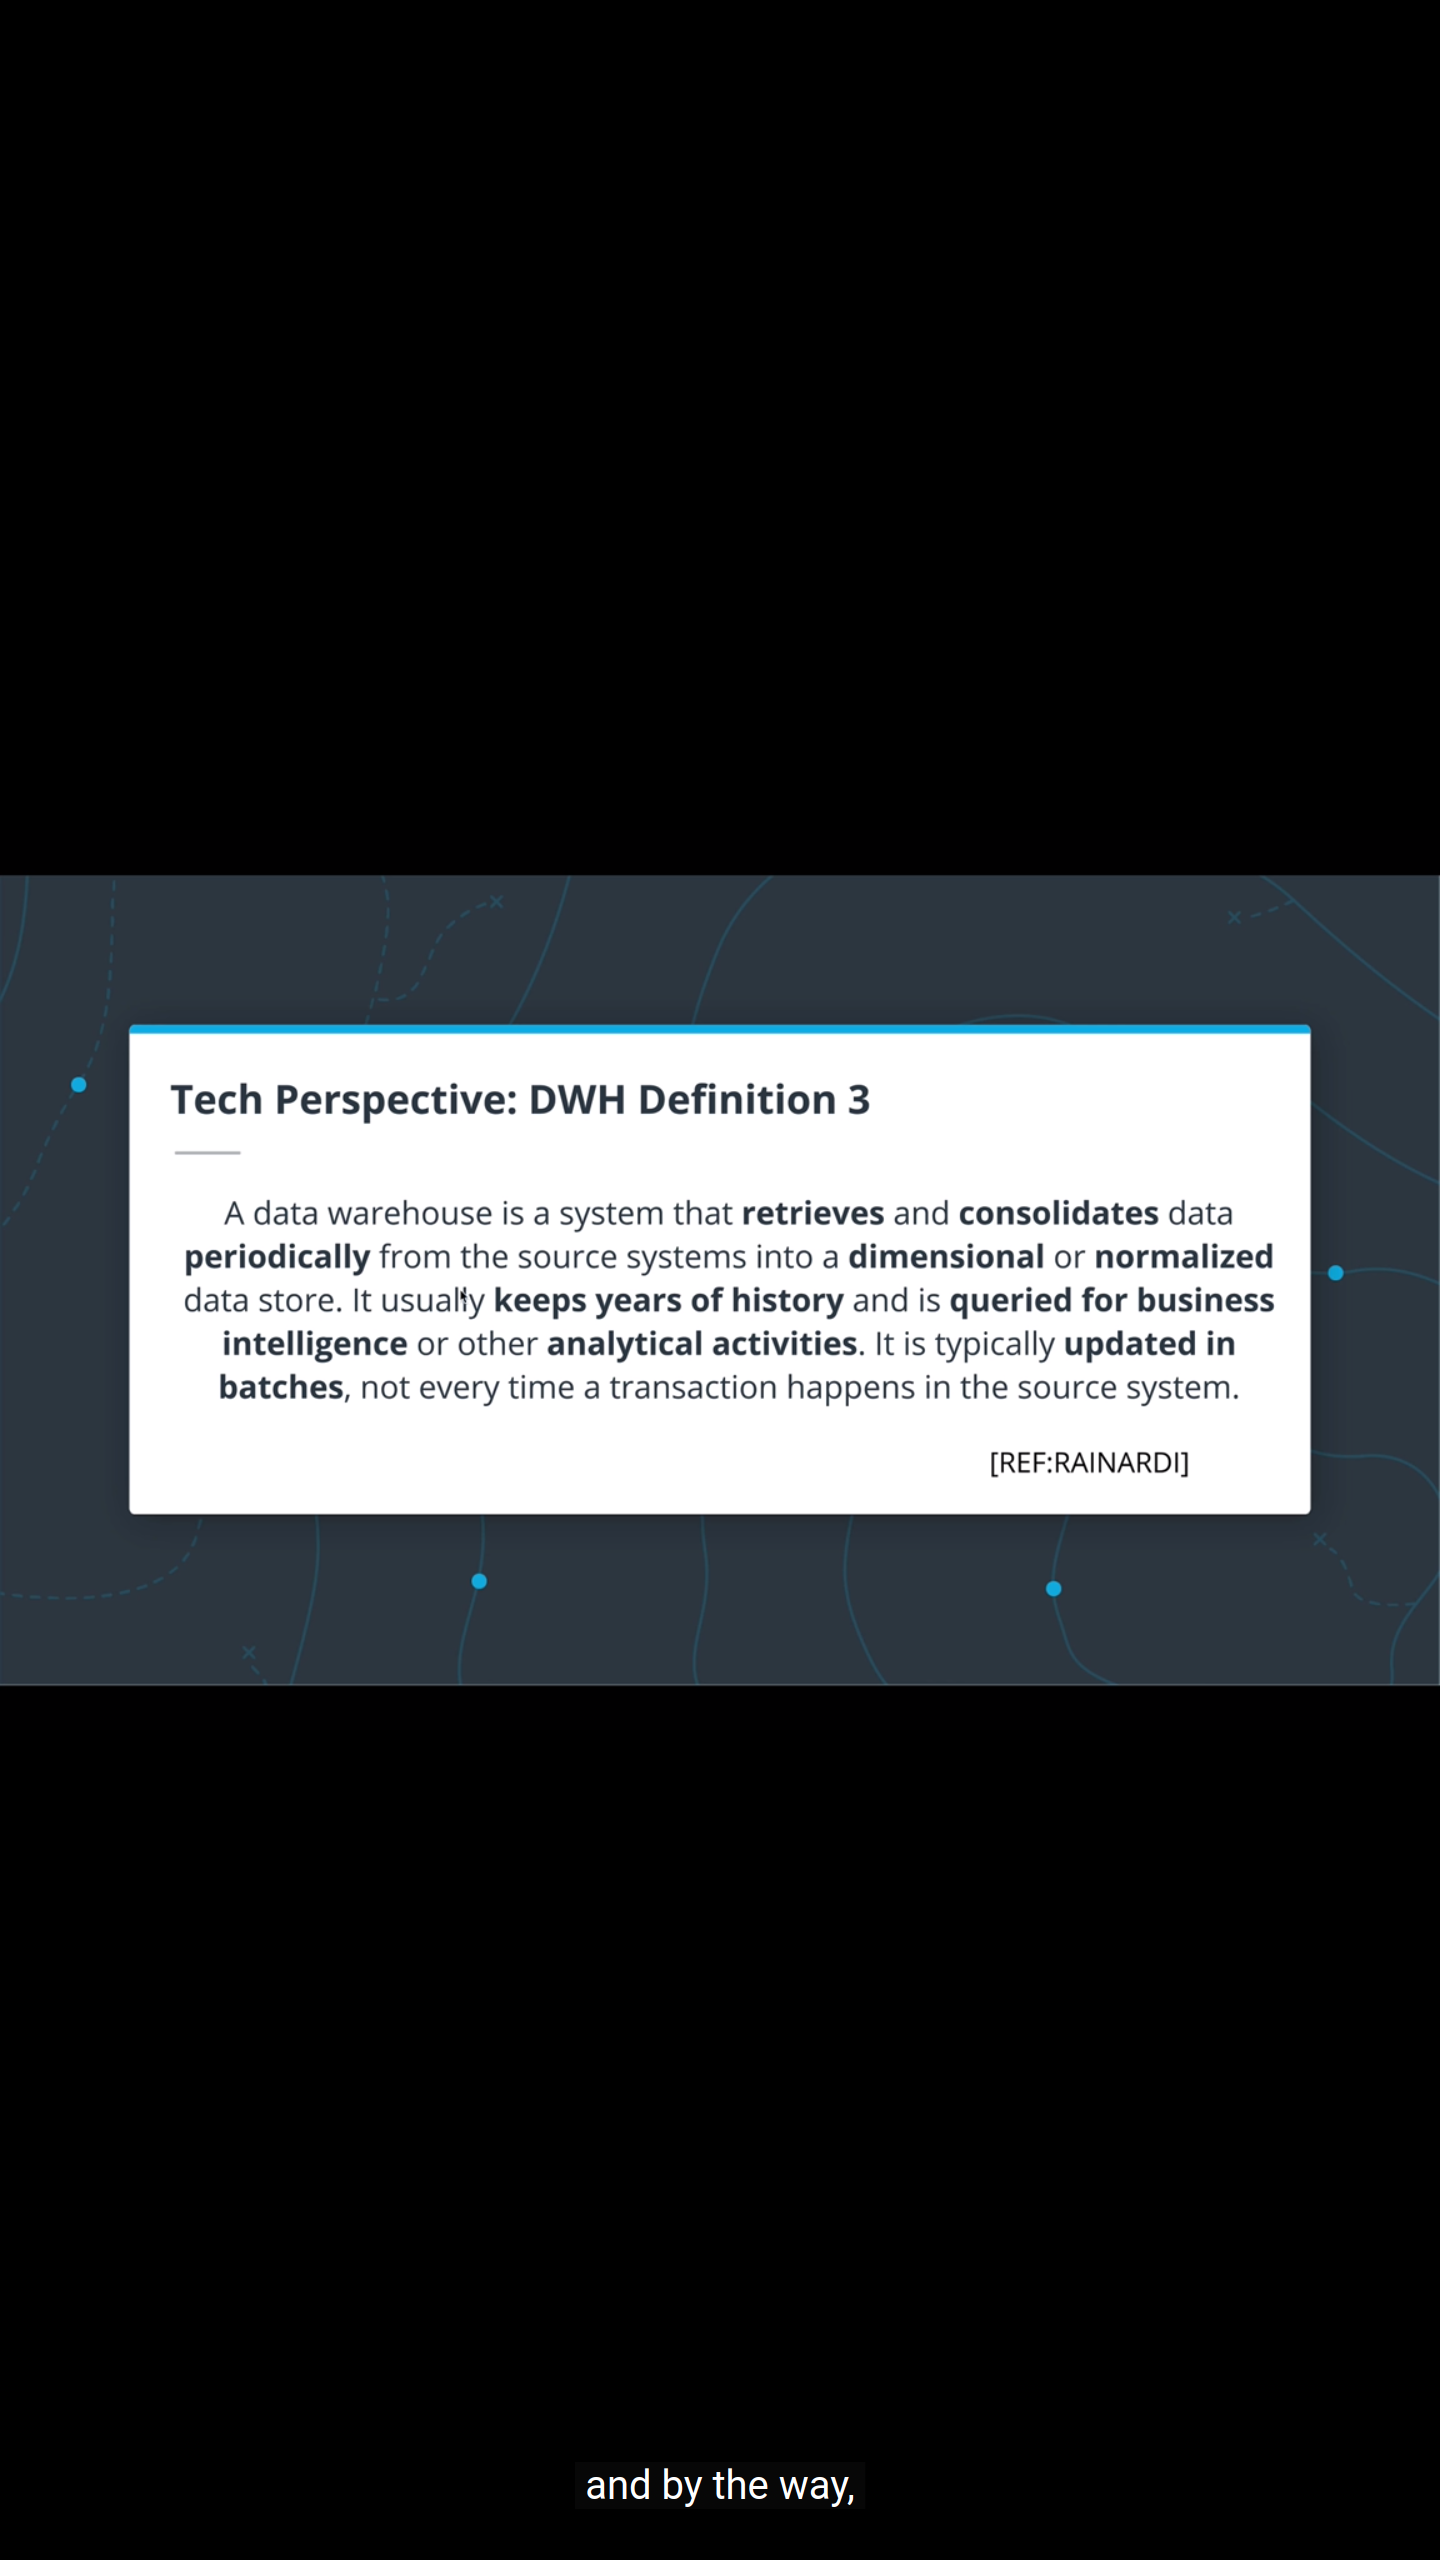 Tech Perspective: DWH Definition 3
A data warehouse is a system that retrieves and consolidates data
periodically from the source systems into a dimensional or normalized
data store. It usually keeps years of history and is queried for business
intelligence or other analytical activities. It is typically updated in
batches, not every time a transaction happens in the source system.
[REF:RAINARDI]
and by the way,